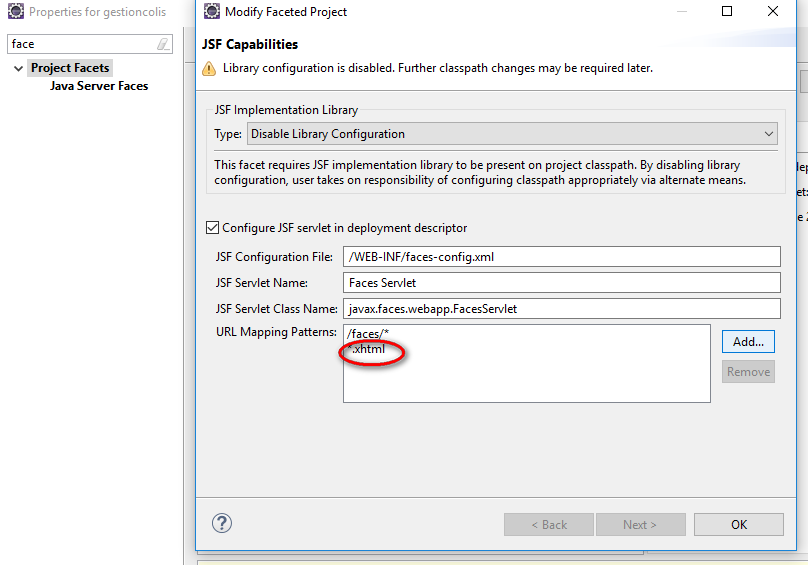 Properties for gestioncolis
face
Project Facets
Java Server Faces
Modify Faceted Project
JSF Capabilities
Library configuration is disabled. Further classpath changes may be required later.
JSF Implementation Library
Type: Disable Library Configuration
This facet requires JSF implementation library to be present on project classpath. By disabling library
configuration, user takes on responsibility of configuring classpath appropriately via alternate means.
Configure JSF servlet in deployment descriptor
JSF Configuration File: /WEB-INF/faces-config.xml
JSF Servlet Name: Faces Servlet
JSF Servlet Class Name: javax.faces.webapp.FacesServlet
URL Mapping Patterns: /faces/*
*.xhtml
Add...
Remove
< Back
Next >
OK